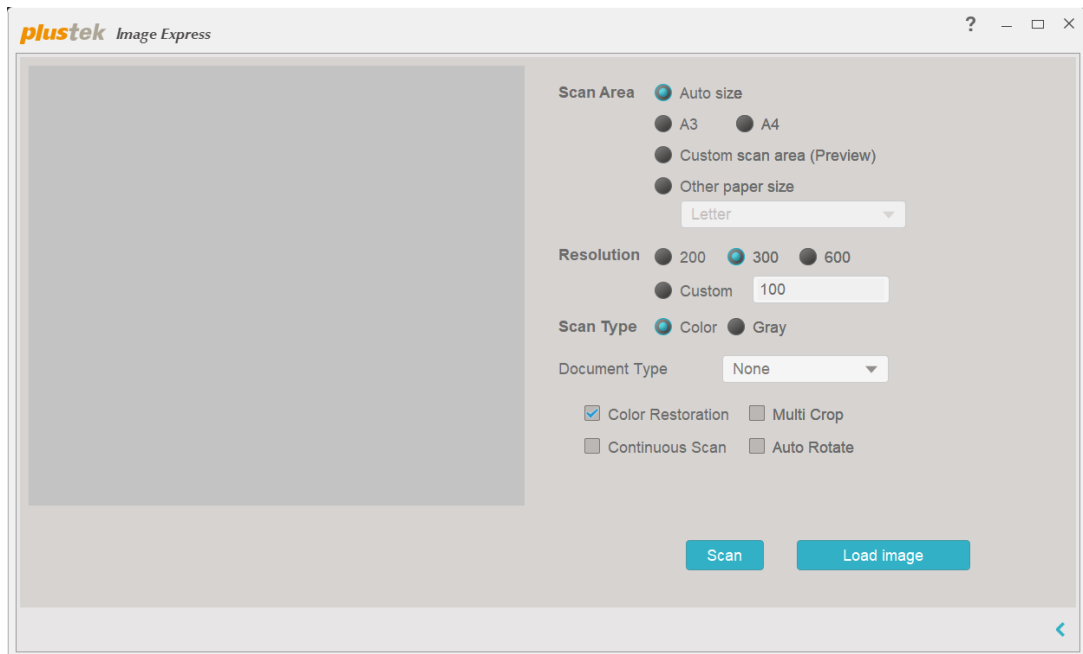 plustek Image Express ?
Scan Area Auto size
A3 A4
Custom scan area (Preview)
Other paper size
Letter
Resolution 200 300 600
Custom 100
Scan Type Color Gray
Document Type None
Color Restoration Multi Crop
Continuous Scan Auto Rotate
Scan Load image